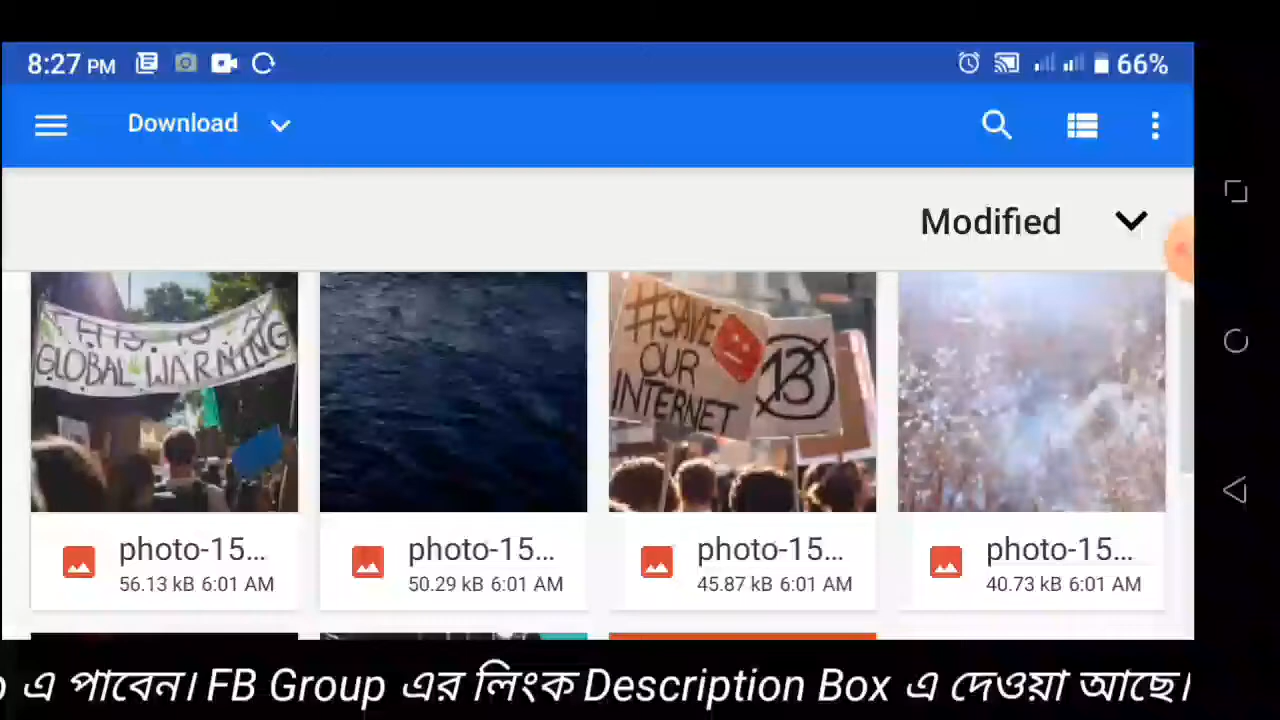 8:27 PM 66%
Download
Modified
THIS IS A
GLOBAL WARNING
#SAVE
OUR
INTERNET
13
photo-15... photo-15... photo-15... photo-15...
56.13 kB 6:01 AM 50.29 kB 6:01 AM 45.87 kB 6:01 AM 40.73 kB 6:01 AM
এ পাবেন। FB Group এর লিংক Description Box এ দেওয়া আছে।